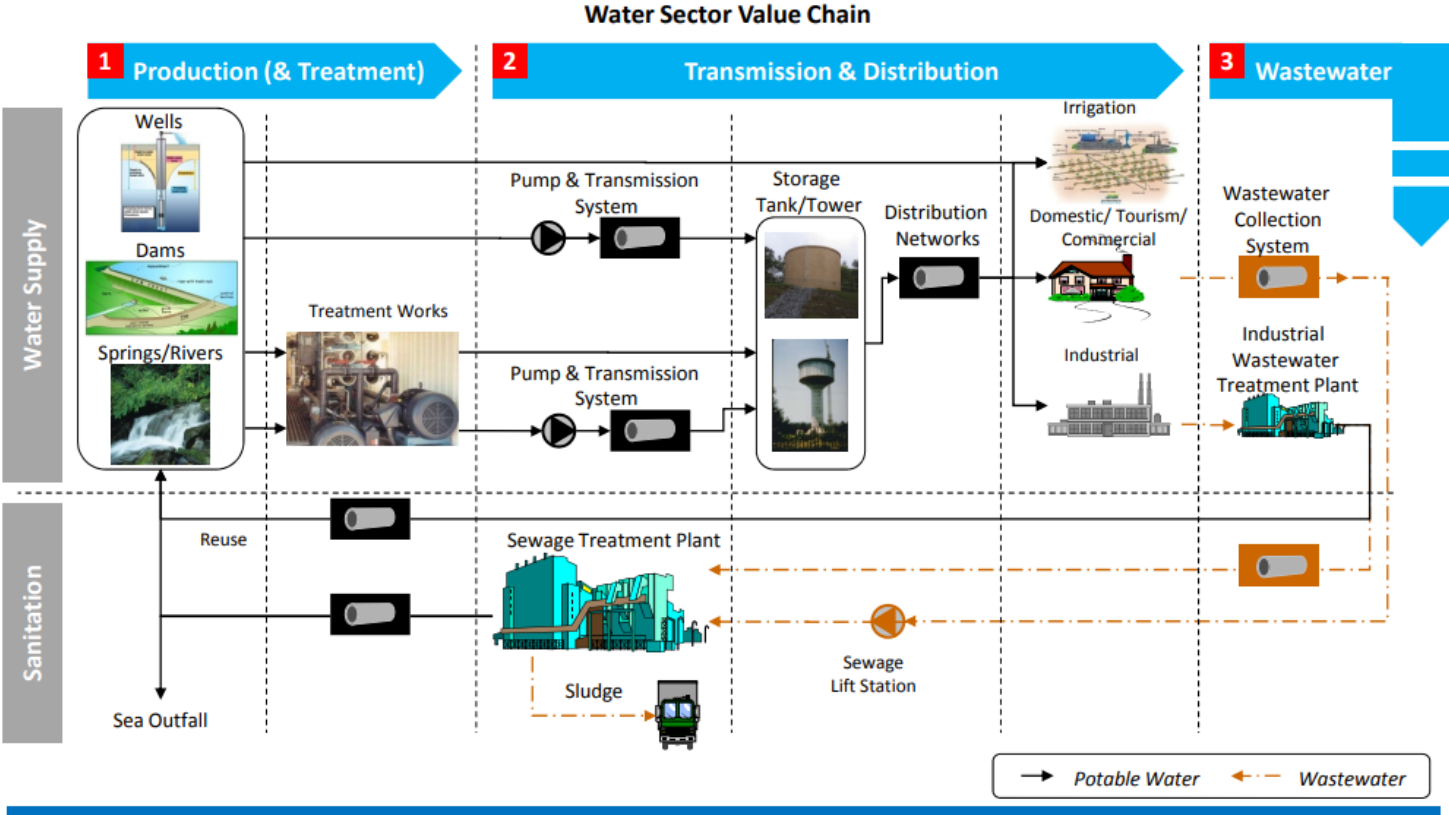 Water Sector Value Chain
1 Production (& Treatment)
2 Transmission & Distribution
3 Wastewater
Water Supply
Wells
Dams
Springs/Rivers
Treatment Works
Pump & Transmission
System
Pump & Transmission
System
Storage
Tank/Tower
Distribution
Networks
Irrigation
Domestic/ Tourism/
Commercial
Industrial
Wastewater
Collection
System
Industrial
Wastewater
Treatment Plant
Sanitation
Reuse
Sewage Treatment Plant
Sludge
Sewage
Lift Station
Sea Outfall
Potable Water
Wastewater